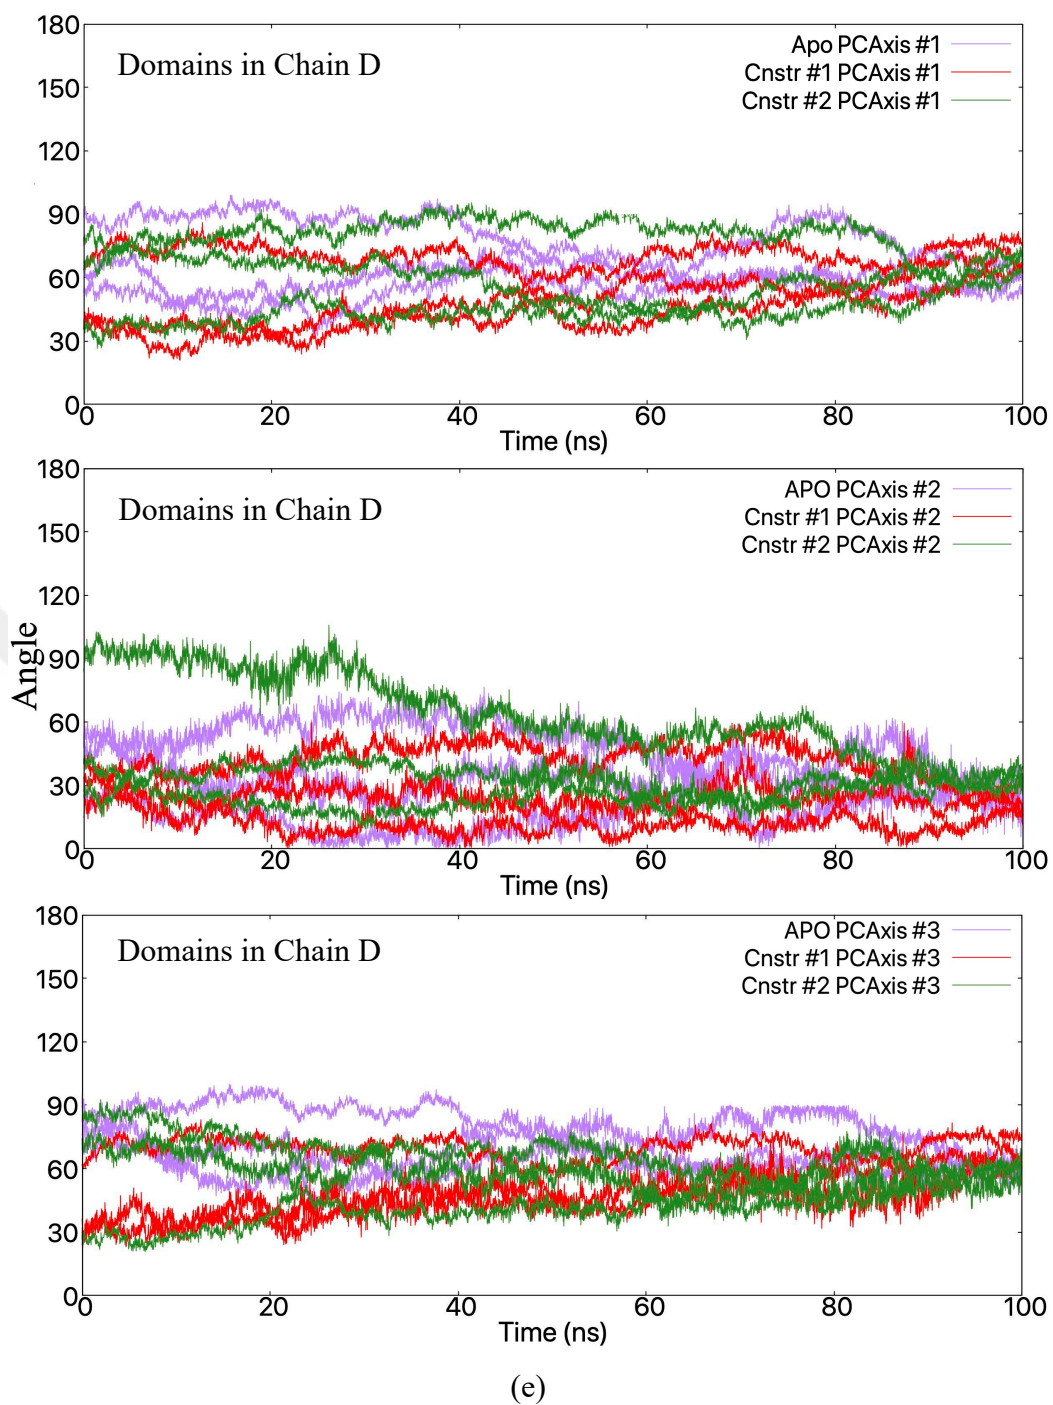 180
Domains in Chain D
Apo PCAxis #1
Cnstr #1 PCAxis #1
Cnstr #2 PCAxis #1
150
120
90
60
30
0
0 20 40 60 80 100
Time (ns)
180
Domains in Chain D
APO PCAxis #2
Cnstr #1 PCAxis #2
Cnstr #2 PCAxis #2
150
120
Angle
90
60
30
0
0 20 40 60 80 100
Time (ns)
180
Domains in Chain D
APO PCAxis #3
Cnstr #1 PCAxis #3
Cnstr #2 PCAxis #3
150
120
90
60
30
0
0 20 40 60 80 100
Time (ns)
(e)